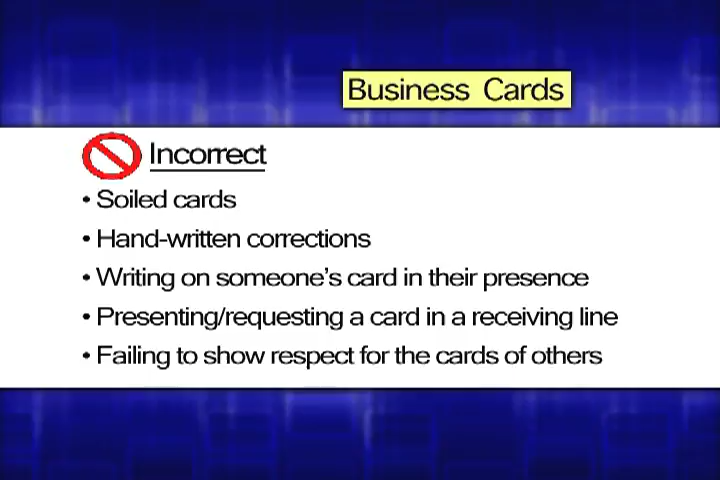 Business Cards
Incorrect
• Soiled cards
• Hand-written corrections
• Writing on someone's card in their presence
• Presenting/requesting a card in a receiving line
• Failing to show respect for the cards of others